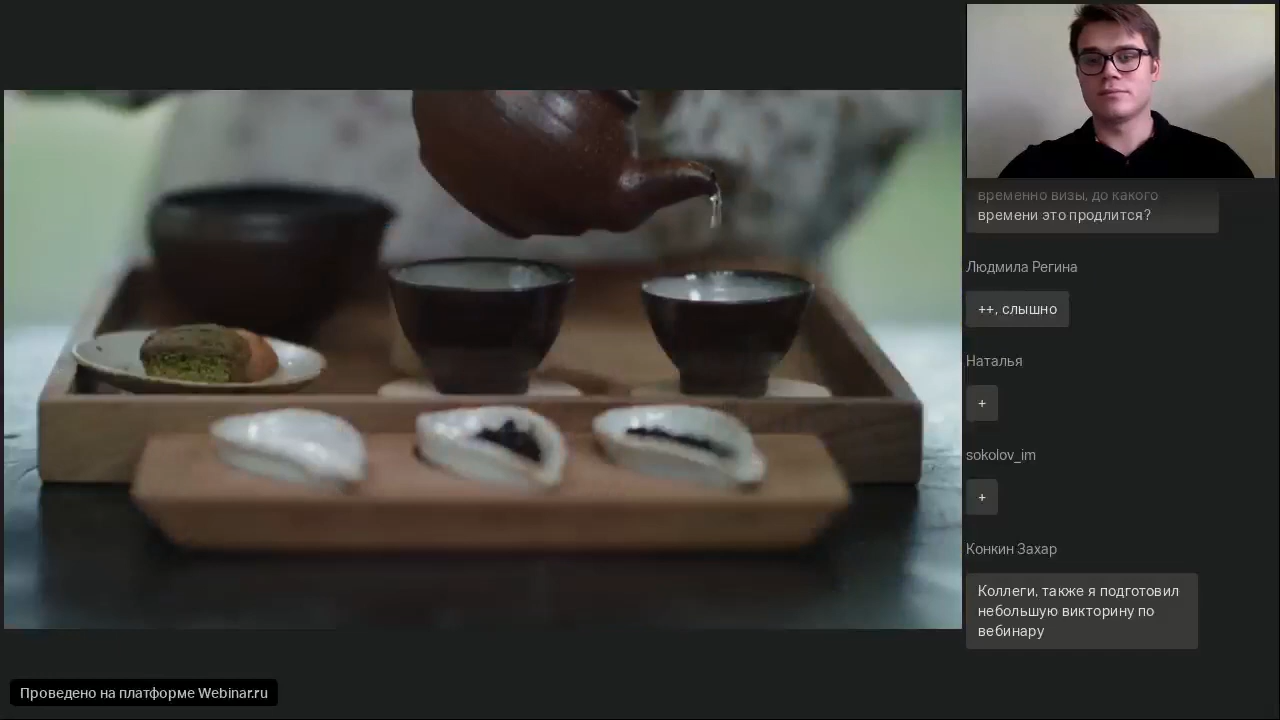 временно визы, до какого
времени это продлится?
Людмила Регина
++, слышно
Наталья
+
sokolov_im
+
Конкин Захар
Коллеги, также я подготовил
небольшую викторину по
вебинару
Проведено на платформе Webinar.ru